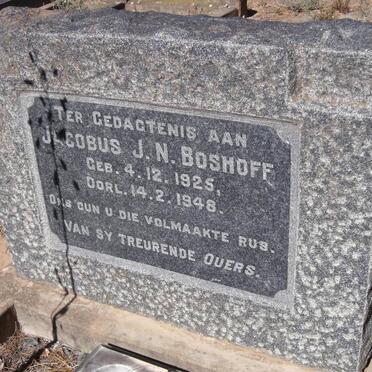 TER GEDAGTENIS AAN
JACOBUS J. N. BOSHOFF
GEB. 4.12.1925,
OORL. 14.2.1948.
ONS GUN U DIE VOLMAAKTE RUS.
VAN SY TREURENDE OUERS.